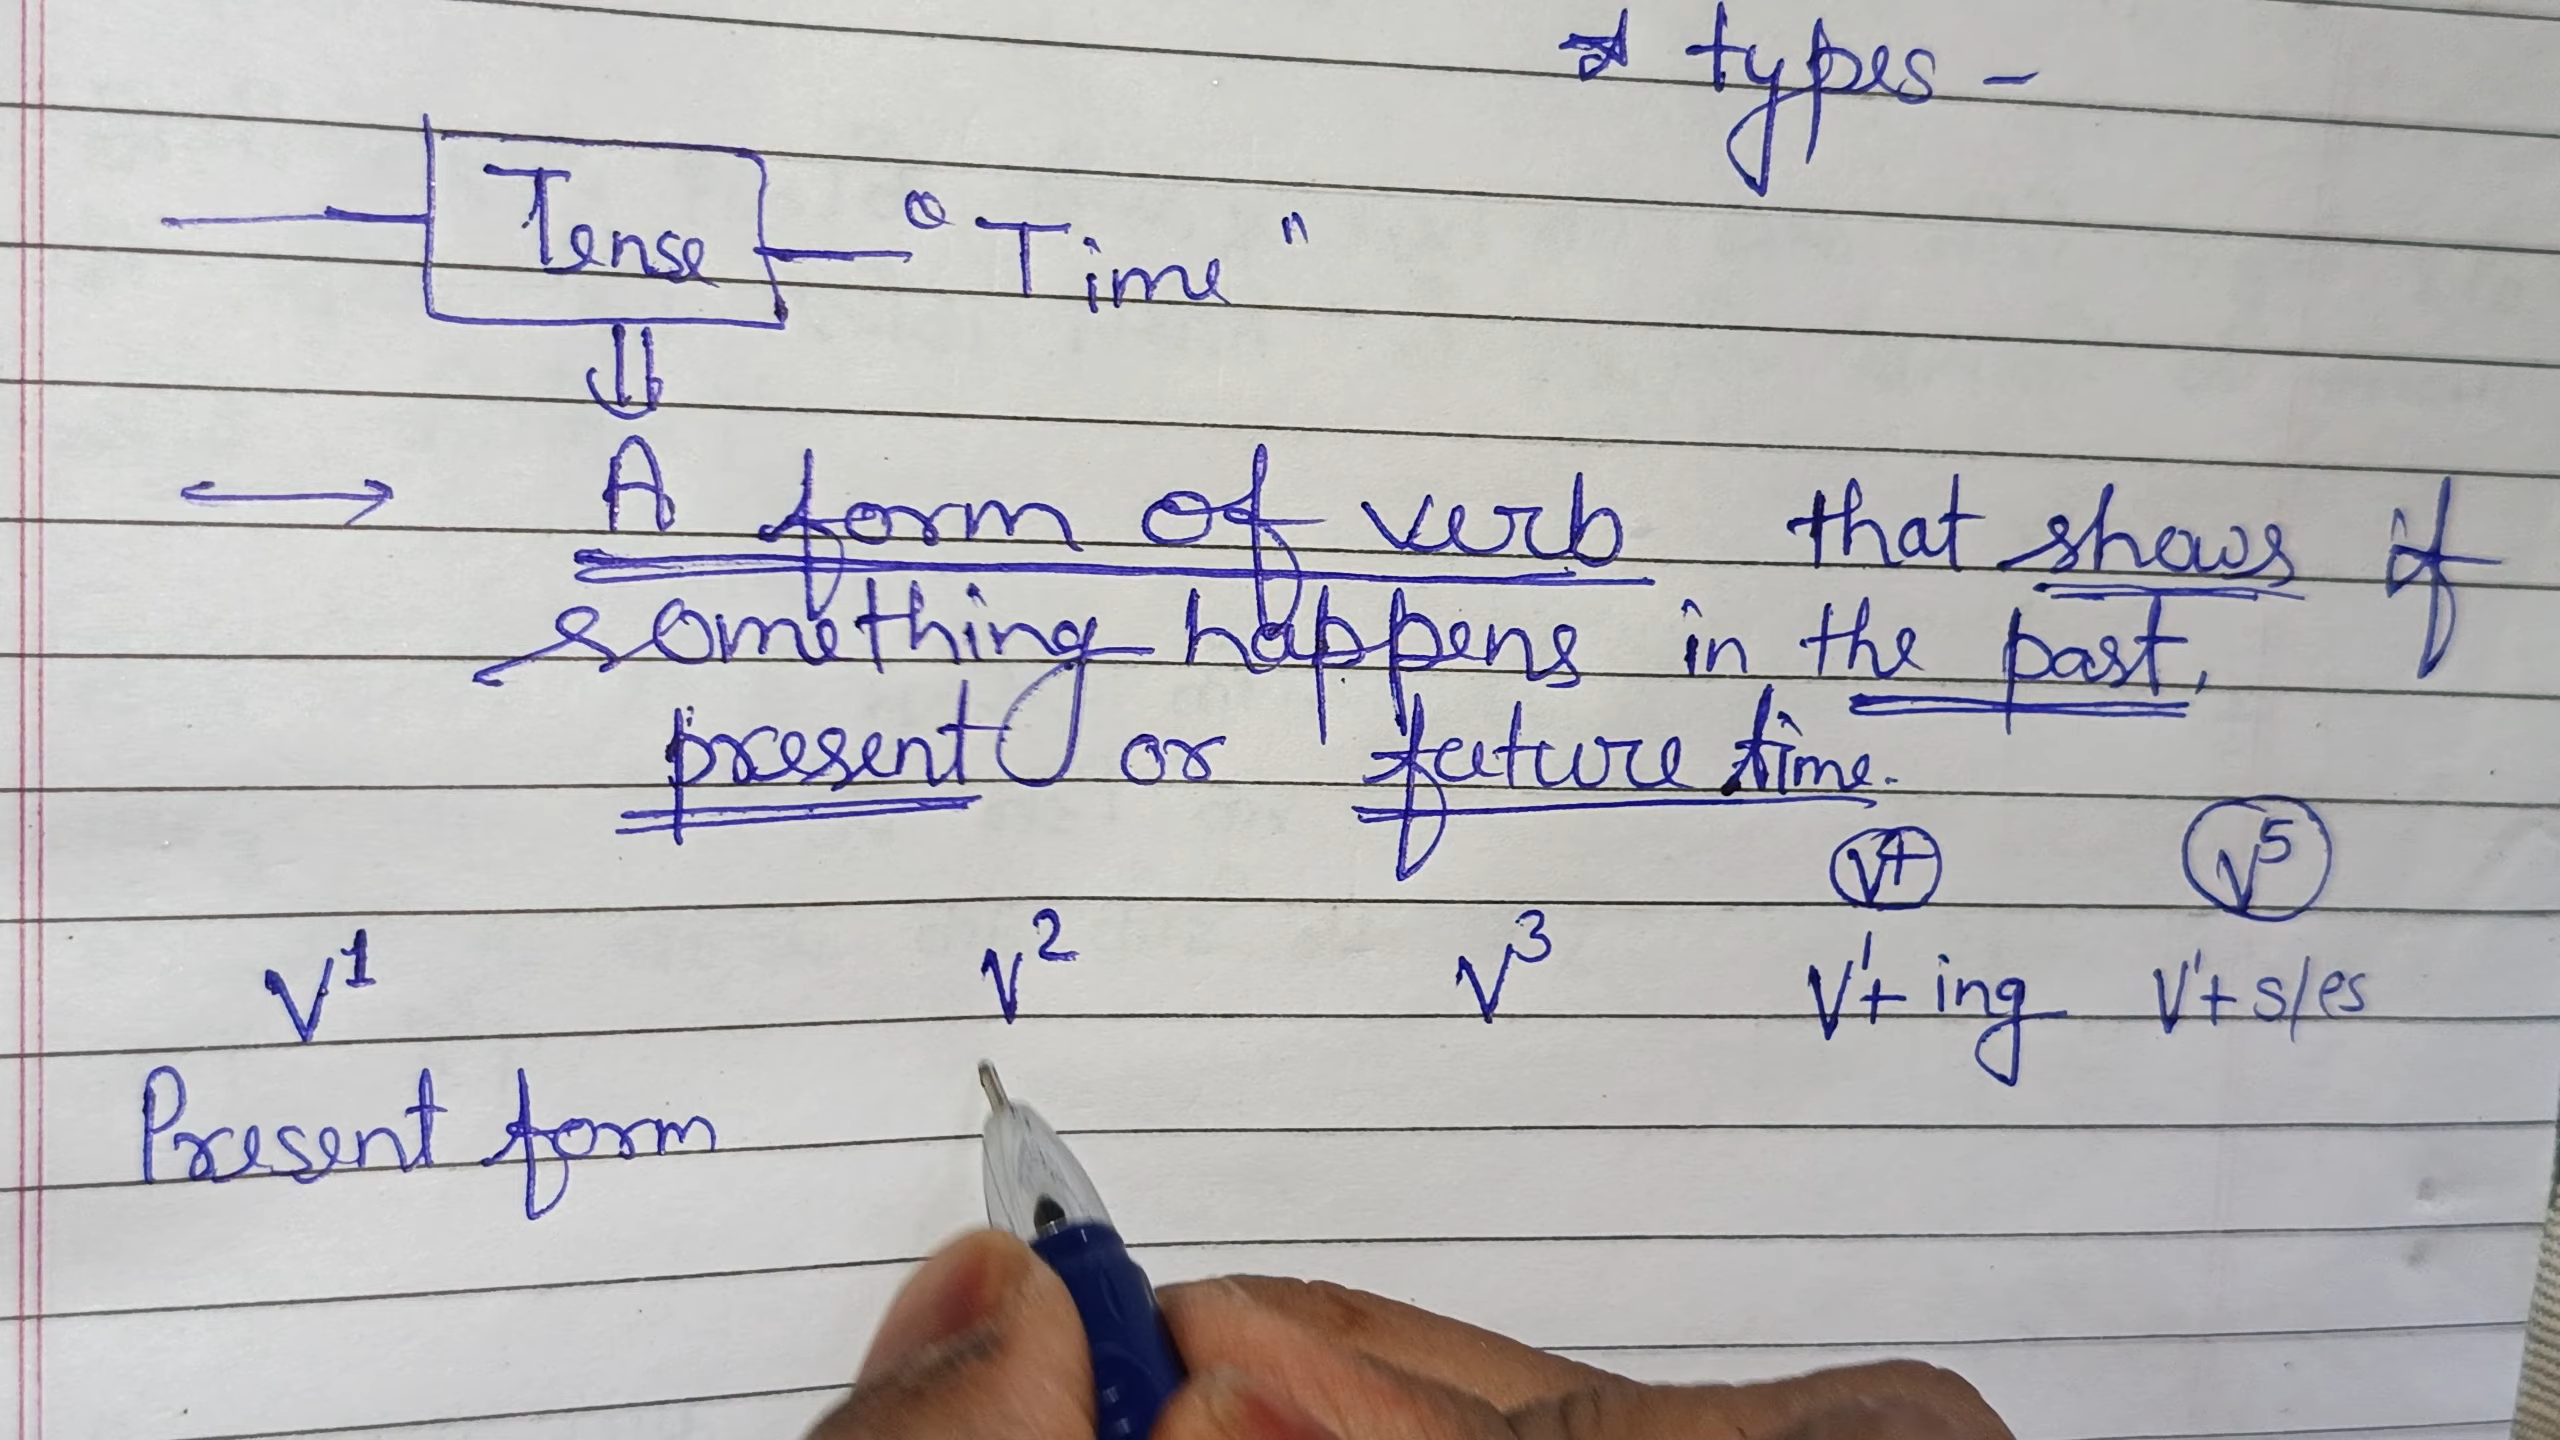 types -
Tense — "Time"
A form of verb that shows if
something happens in the past,
present or future time.
V4 V⁵
V¹ V² V³ V¹+ ing V¹+ s/es
Present form